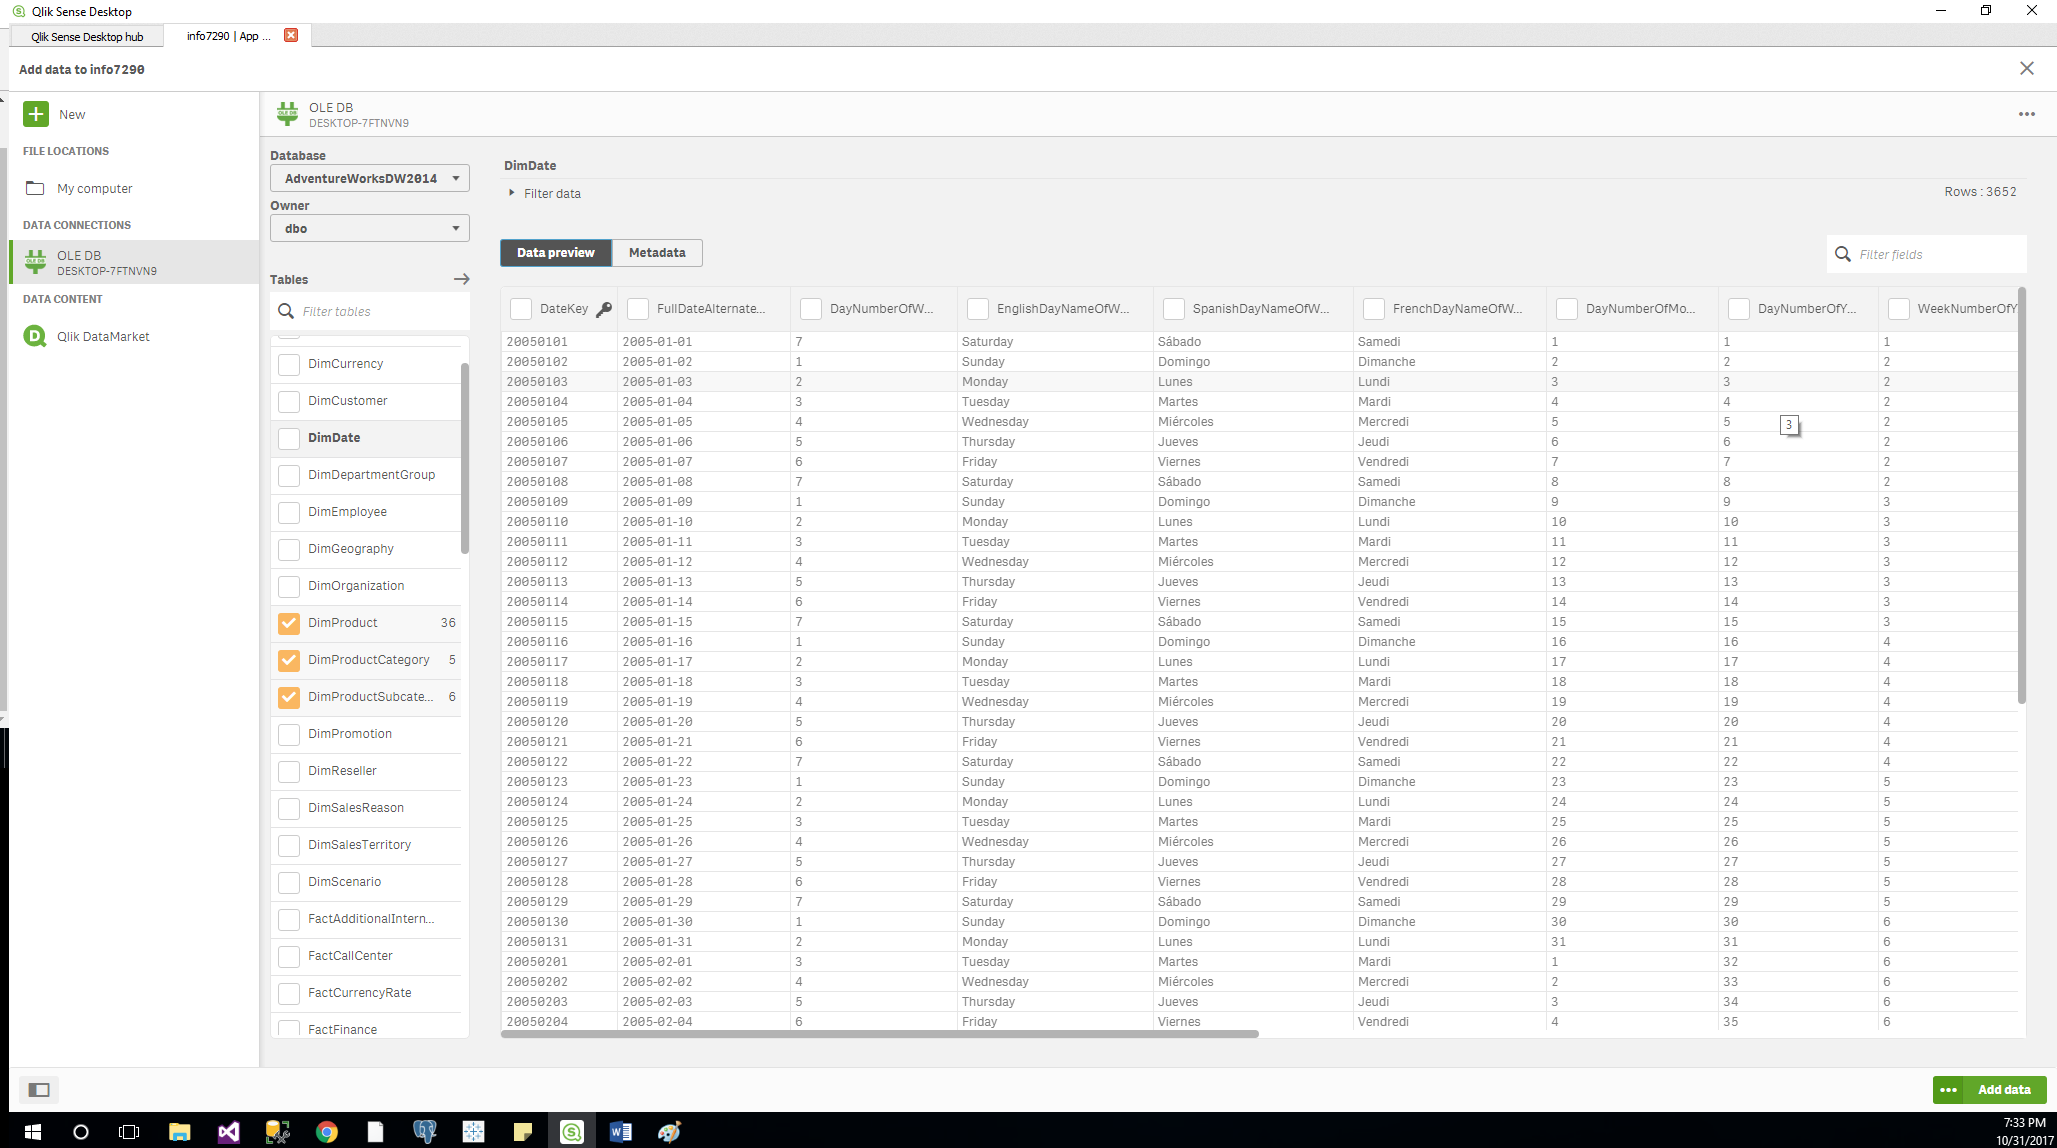 Qlik Sense Desktop
Qlik Sense Desktop hub
info7290 | App ...
Add data to info7290
New
FILE LOCATIONS
My computer
DATA CONNECTIONS
OLE DB
DESKTOP-7FTNVN9
DATA CONTENT
Qlik DataMarket
OLE DB
DESKTOP-7FTNVN9
Database
AdventureWorksDW2014
Owner
dbo
Tables
Filter tables
DimCurrency
DimCustomer
DimDate
DimDepartmentGroup
DimEmployee
DimGeography
DimOrganization
DimProduct 36
DimProductCategory 5
DimProductSubcate... 6
DimPromotion
DimReseller
DimSalesReason
DimSalesTerritory
DimScenario
FactAdditionalIntern...
FactCallCenter
FactCurrencyRate
FactFinance
DimDate
Filter data
Rows : 3652
Data preview Metadata
Filter fields
DateKey FullDateAlternate... DayNumberOfW... EnglishDayNameOfW... SpanishDayNameOfW... FrenchDayNameOfW... DayNumberOfMo... DayNumberOfY... WeekNumberOfY
20050101 2005-01-01 7 Saturday Sábado Samedi 1 1 1
20050102 2005-01-02 1 Sunday Domingo Dimanche 2 2 2
20050103 2005-01-03 2 Monday Lunes Lundi 3 3 2
20050104 2005-01-04 3 Tuesday Martes Mardi 4 4 2
20050105 2005-01-05 4 Wednesday Miércoles Mercredi 5 5 2
3
20050106 2005-01-06 5 Thursday Jueves Jeudi 6 6 2
20050107 2005-01-07 6 Friday Viernes Vendredi 7 7 2
20050108 2005-01-08 7 Saturday Sábado Samedi 8 8 2
20050109 2005-01-09 1 Sunday Domingo Dimanche 9 9 3
20050110 2005-01-10 2 Monday Lunes Lundi 10 10 3
20050111 2005-01-11 3 Tuesday Martes Mardi 11 11 3
20050112 2005-01-12 4 Wednesday Miércoles Mercredi 12 12 3
20050113 2005-01-13 5 Thursday Jueves Jeudi 13 13 3
20050114 2005-01-14 6 Friday Viernes Vendredi 14 14 3
20050115 2005-01-15 7 Saturday Sábado Samedi 15 15 3
20050116 2005-01-16 1 Sunday Domingo Dimanche 16 16 4
20050117 2005-01-17 2 Monday Lunes Lundi 17 17 4
20050118 2005-01-18 3 Tuesday Martes Mardi 18 18 4
20050119 2005-01-19 4 Wednesday Miércoles Mercredi 19 19 4
20050120 2005-01-20 5 Thursday Jueves Jeudi 20 20 4
20050121 2005-01-21 6 Friday Viernes Vendredi 21 21 4
20050122 2005-01-22 7 Saturday Sábado Samedi 22 22 4
20050123 2005-01-23 1 Sunday Domingo Dimanche 23 23 5
20050124 2005-01-24 2 Monday Lunes Lundi 24 24 5
20050125 2005-01-25 3 Tuesday Martes Mardi 25 25 5
20050126 2005-01-26 4 Wednesday Miércoles Mercredi 26 26 5
20050127 2005-01-27 5 Thursday Jueves Jeudi 27 27 5
20050128 2005-01-28 6 Friday Viernes Vendredi 28 28 5
20050129 2005-01-29 7 Saturday Sábado Samedi 29 29 5
20050130 2005-01-30 1 Sunday Domingo Dimanche 30 30 6
20050131 2005-01-31 2 Monday Lunes Lundi 31 31 6
20050201 2005-02-01 3 Tuesday Martes Mardi 1 32 6
20050202 2005-02-02 4 Wednesday Miércoles Mercredi 2 33 6
20050203 2005-02-03 5 Thursday Jueves Jeudi 3 34 6
20050204 2005-02-04 6 Friday Viernes Vendredi 4 35 6
Add data
7:33 PM
10/31/2017